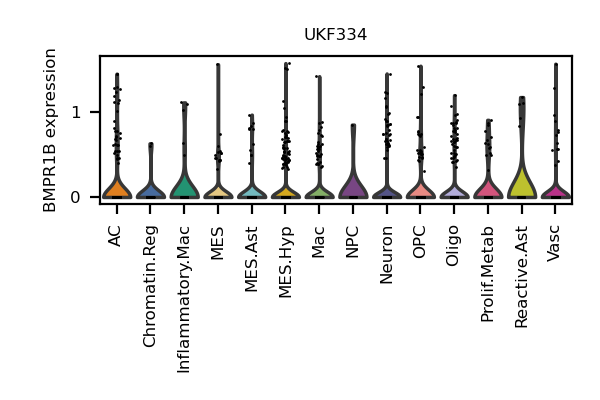 UKF334
BMPR1B expression
1
0
AC
Chromatin.Reg
Inflammatory.Mac
MES
MES.Ast
MES.Hyp
Mac
NPC
Neuron
OPC
Oligo
Prolif.Metab
Reactive.Ast
Vasc